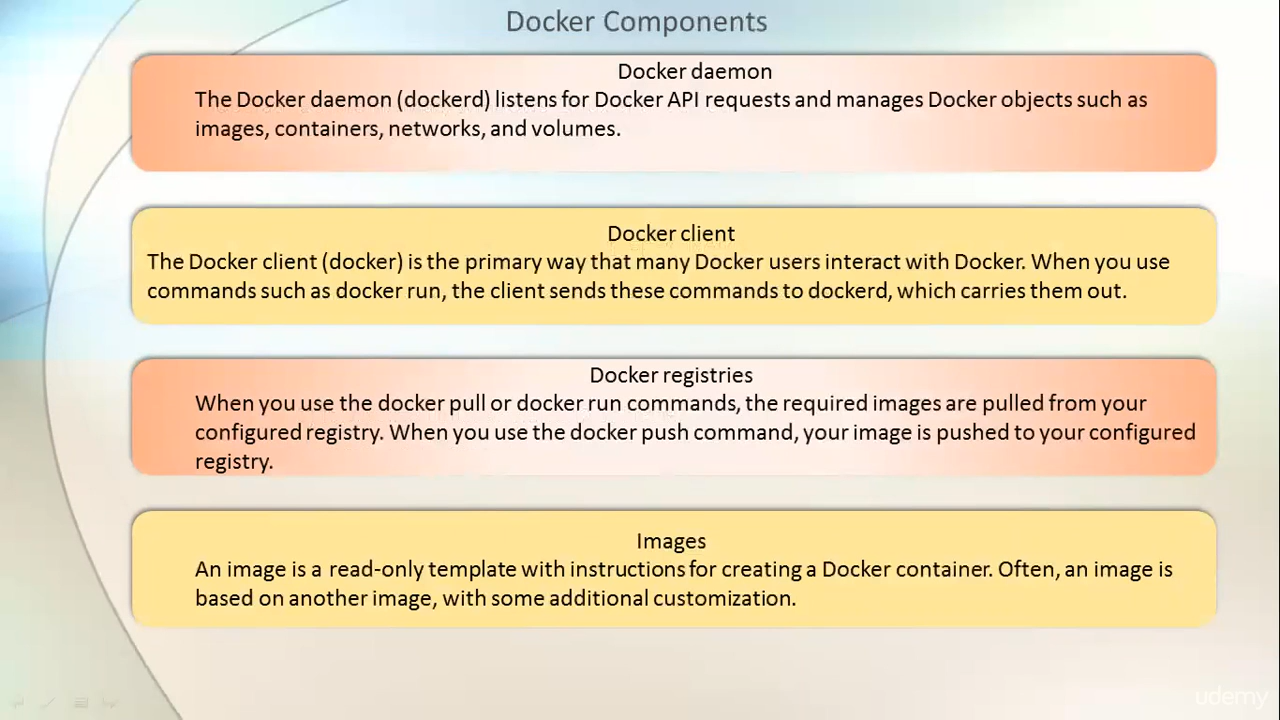 Docker Components
Docker daemon
The Docker daemon (dockerd) listens for Docker API requests and manages Docker objects such as
images, containers, networks, and volumes.
Docker client
The Docker client (docker) is the primary way that many Docker users interact with Docker. When you use
commands such as docker run, the client sends these commands to dockerd, which carries them out.
Docker registries
When you use the docker pull or docker run commands, the required images are pulled from your
configured registry. When you use the docker push command, your image is pushed to your configured
registry.
Images
An image is a read-only template with instructions for creating a Docker container. Often, an image is
based on another image, with some additional customization.
udemy